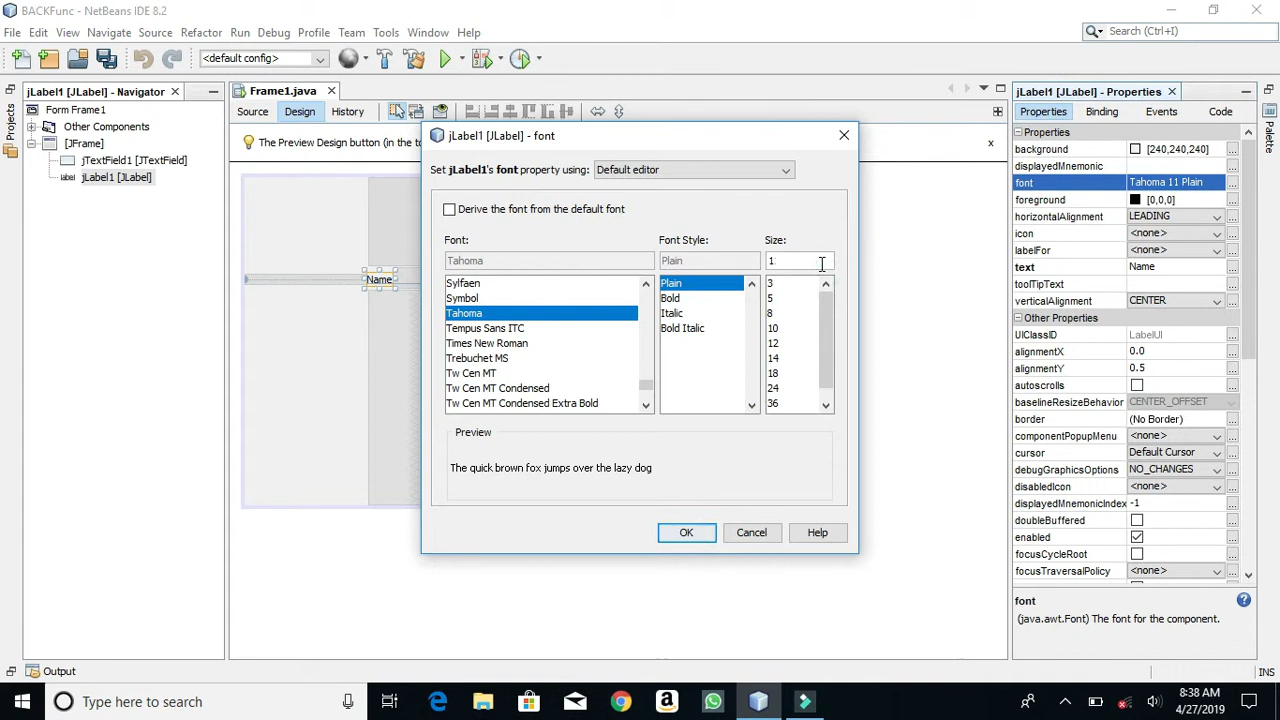 BACKFunc - NetBeans IDE 8.2
File Edit View Navigate Source Refactor Run Debug Profile Team Tools Window Help
Search (Ctrl+I)
<default config>
jLabel1 [JLabel] - Navigator
Form Frame1
Other Components
[JFrame]
jTextField1 [JTextField]
label jLabel1 [JLabel]
Projects
Frame1.java
Source Design History
The Preview Design button (in the to
Name
jLabel1 [JLabel] - font
Set jLabel1's font property using: Default editor
Derive the font from the default font
Font: Font Style: Size:
Tahoma Plain 1
Sylfaen Plain 3
Symbol Bold 5
Tahoma Italic 8
Tempus Sans ITC Bold Italic 10
Times New Roman 12
Trebuchet MS 14
Tw Cen MT 18
Tw Cen MT Condensed 24
Tw Cen MT Condensed Extra Bold 36
Preview
The quick brown fox jumps over the lazy dog
OK Cancel Help
jLabel1 [JLabel] - Properties
Properties Binding Events Code
Properties
background [240,240,240]
displayedMnemonic
font Tahoma 11 Plain
foreground [0,0,0]
horizontalAlignment LEADING
icon <none>
labelFor <none>
text Name
toolTipText
verticalAlignment CENTER
Other Properties
UIClassID LabelUI
alignmentX 0.0
alignmentY 0.5
autoscrolls
baselineResizeBehavior CENTER_OFFSET
border (No Border)
componentPopupMenu <none>
cursor Default Cursor
debugGraphicsOptions NO_CHANGES
disabledIcon <none>
displayedMnemonicIndex -1
doubleBuffered
enabled
focusCycleRoot
focusTraversalPolicy <none>
font
(java.awt.Font) The font for the component.
Palette
Output
INS
Type here to search
8:38 AM
4/27/2019